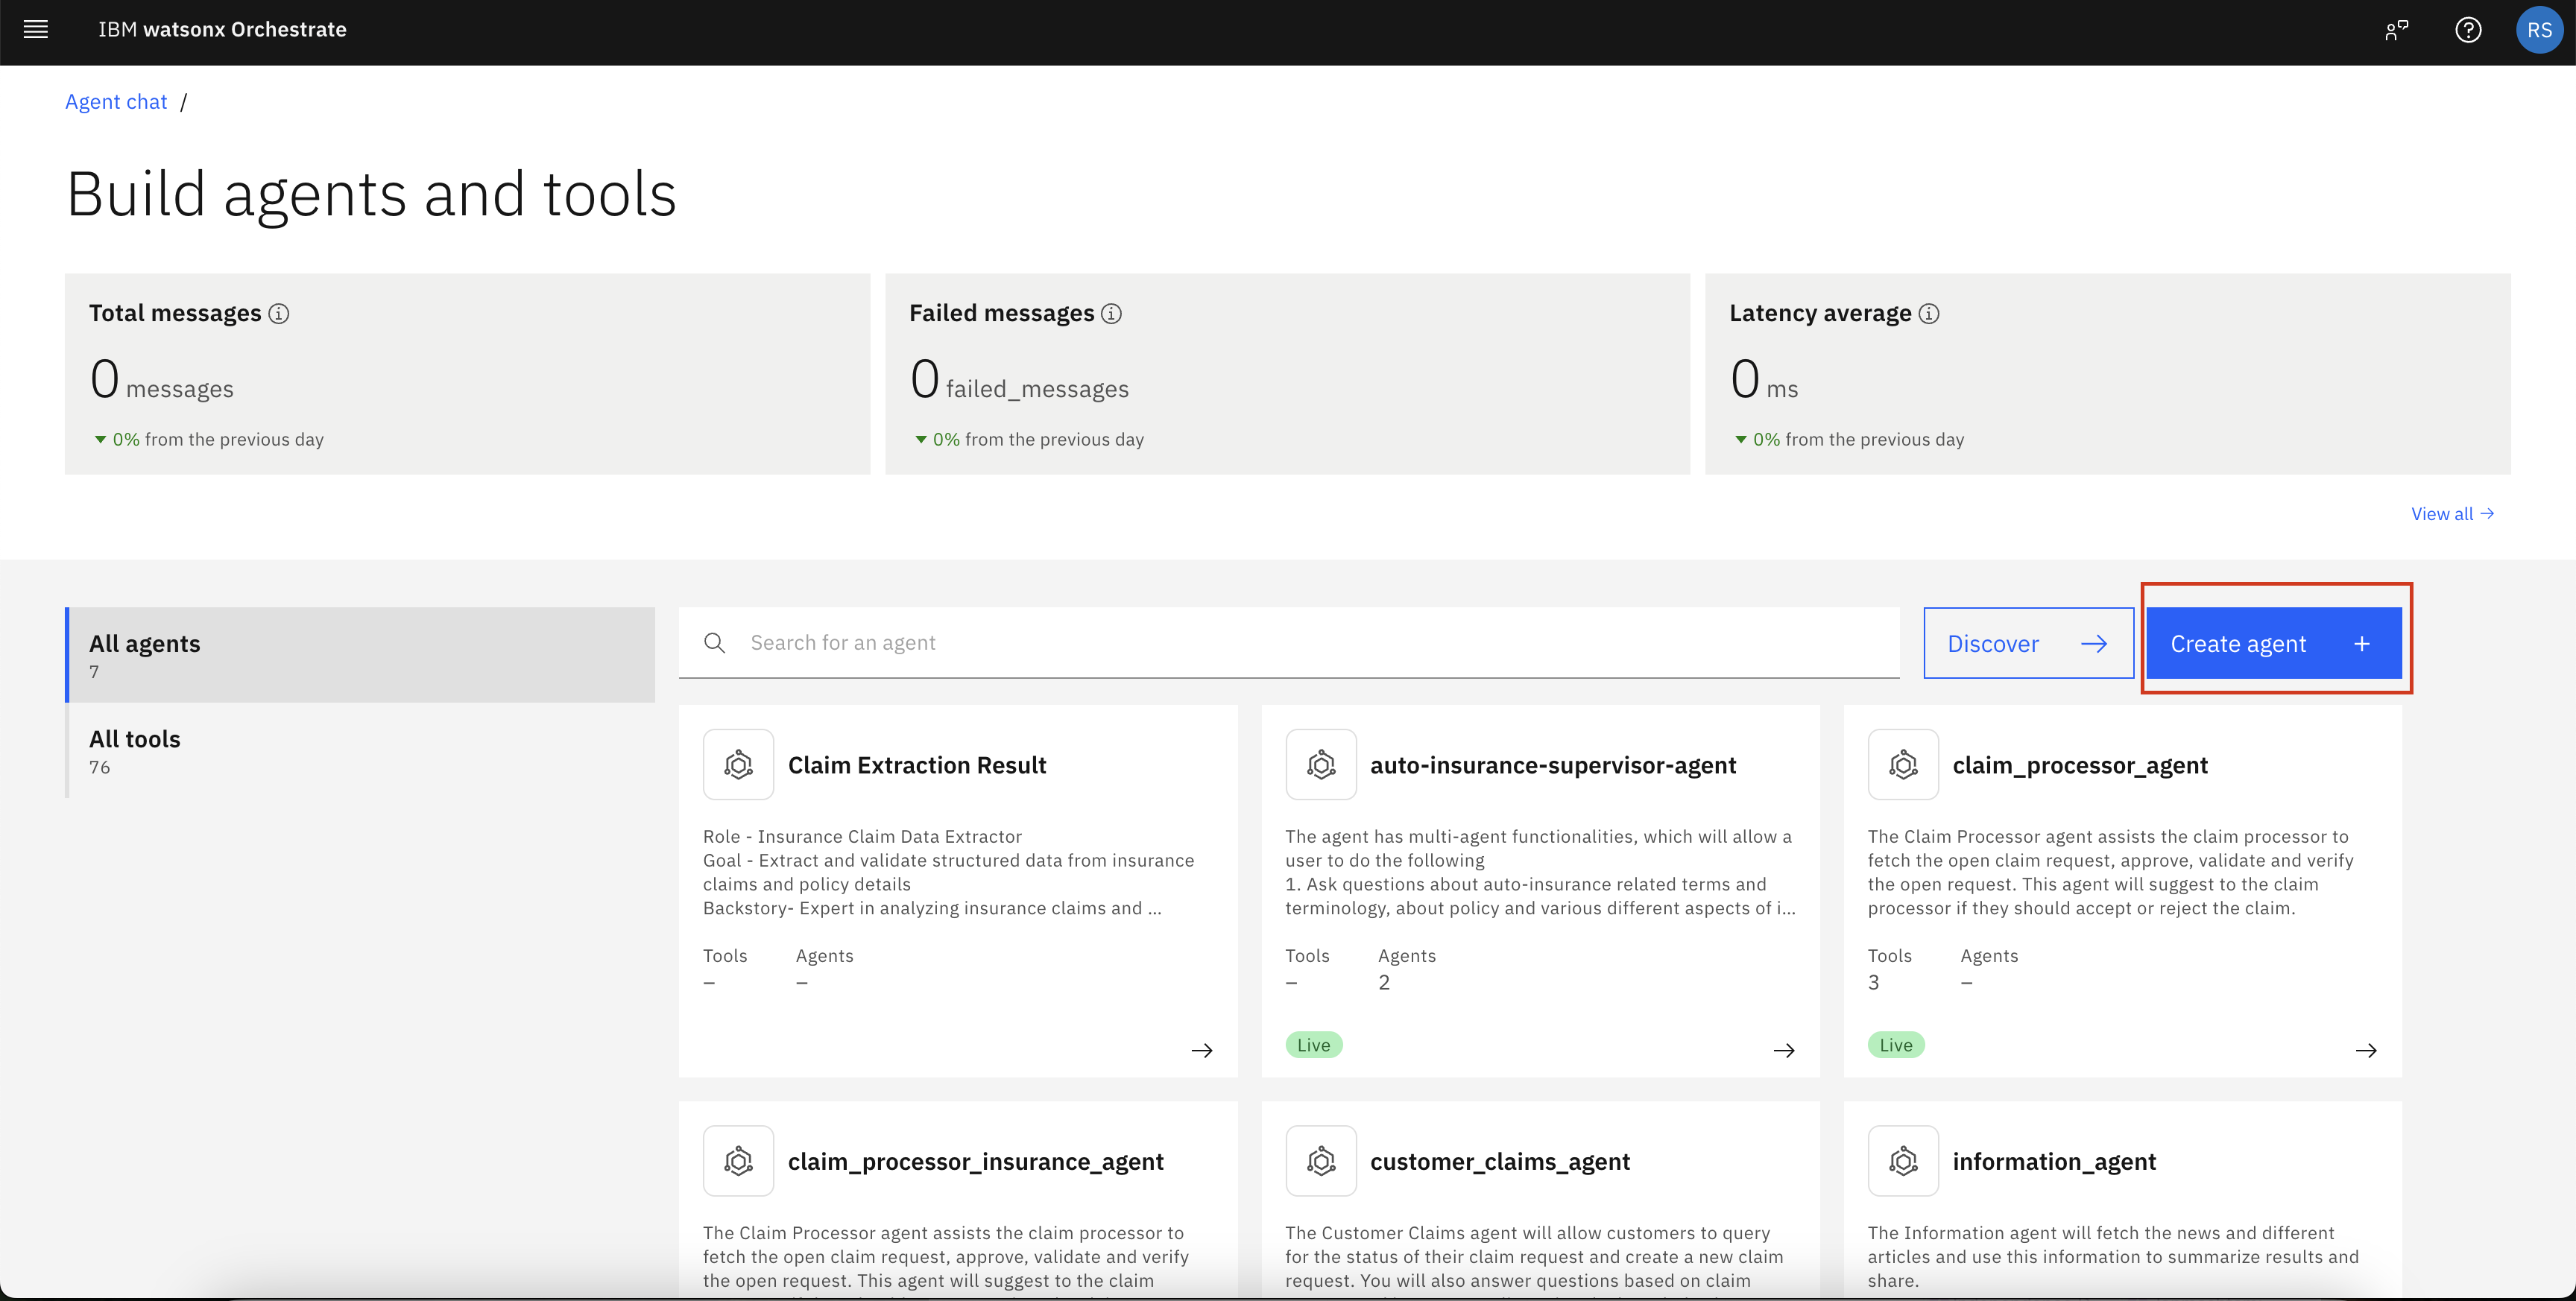 IBM watsonx Orchestrate
RS
Agent chat /
Build agents and tools
Total messages
0 messages
0% from the previous day
Failed messages
0 failed_messages
0% from the previous day
Latency average
0 ms
0% from the previous day
View all →
All agents
7
All tools
76
Search for an agent
Discover →
Create agent +
Claim Extraction Result
Role - Insurance Claim Data Extractor
Goal - Extract and validate structured data from insurance
claims and policy details
Backstory- Expert in analyzing insurance claims and ...
Tools Agents
– –
auto-insurance-supervisor-agent
The agent has multi-agent functionalities, which will allow a
user to do the following
1. Ask questions about auto-insurance related terms and
terminology, about policy and various different aspects of i...
Tools Agents
– 2
Live
claim_processor_agent
The Claim Processor agent assists the claim processor to
fetch the open claim request, approve, validate and verify
the open request. This agent will suggest to the claim
processor if they should accept or reject the claim.
Tools Agents
3 –
Live
claim_processor_insurance_agent
The Claim Processor agent assists the claim processor to
fetch the open claim request, approve, validate and verify
the open request. This agent will suggest to the claim
customer_claims_agent
The Customer Claims agent will allow customers to query
for the status of their claim request and create a new claim
request. You will also answer questions based on claim
information_agent
The Information agent will fetch the news and different
articles and use this information to summarize results and
share.